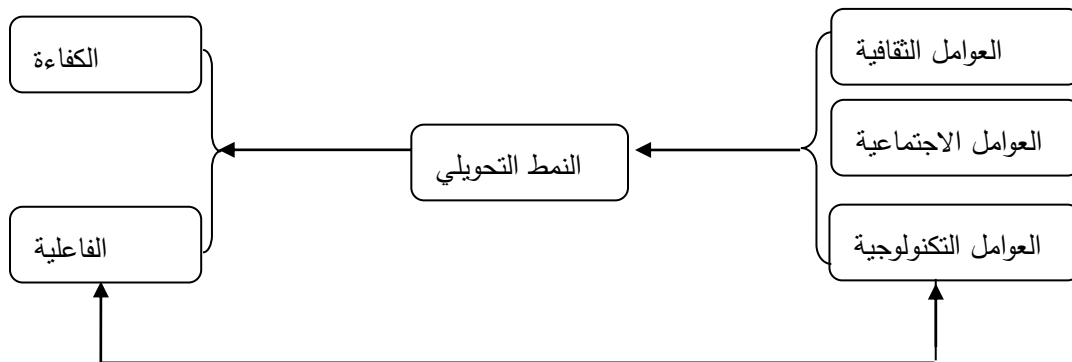 العوامل الثقافية
العوامل الاجتماعية
العوامل التكنولوجية
النمط التحويلي
الكفاءة
الفاعلية